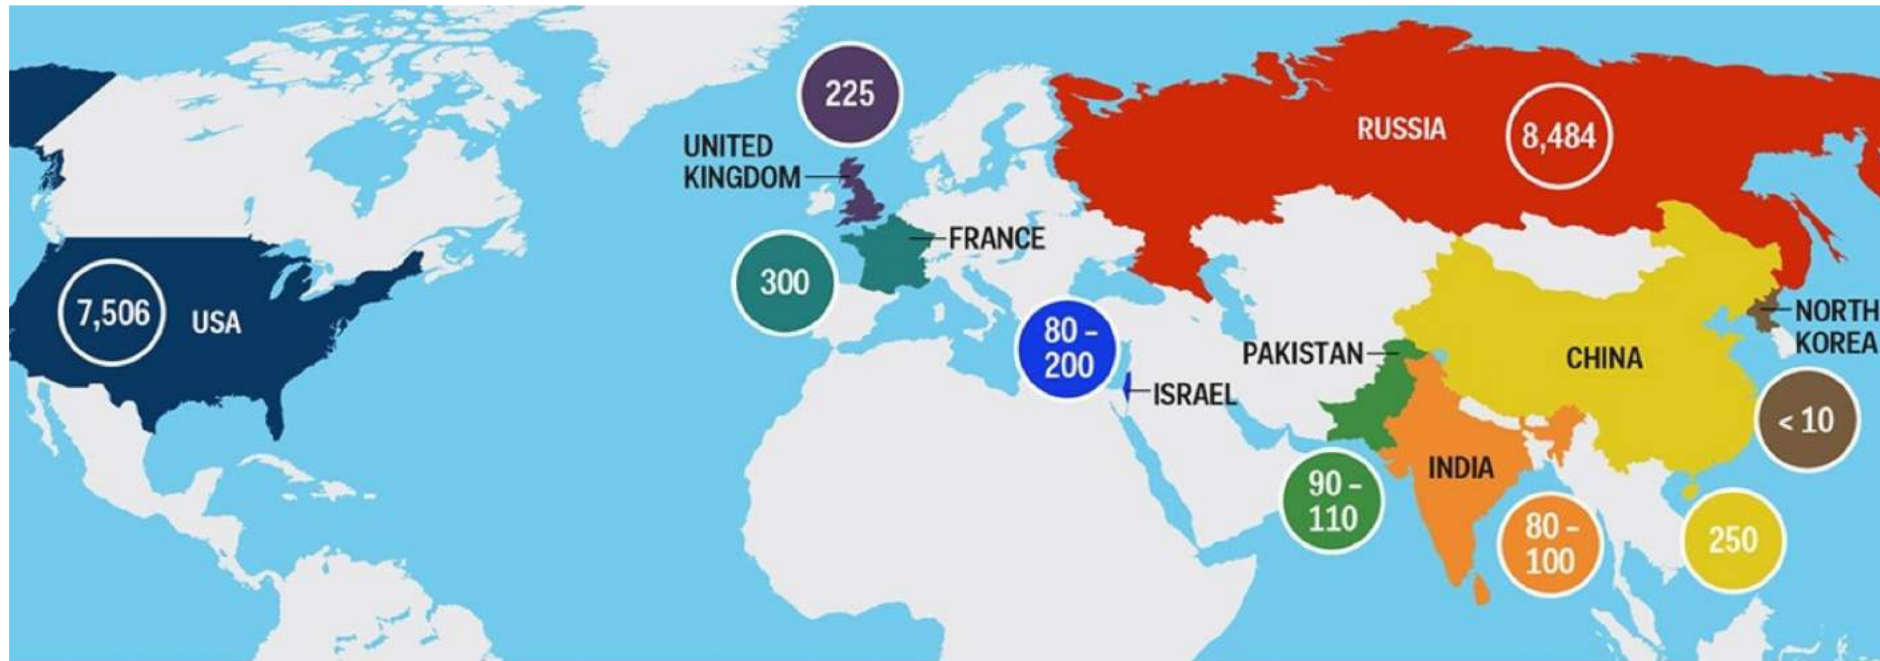 225
UNITED
KINGDOM
RUSSIA
8,484
FRANCE
300
7,506
USA
80 –
200
ISRAEL
PAKISTAN
CHINA
NORTH
KOREA
< 10
90 –
110
INDIA
80 –
100
250